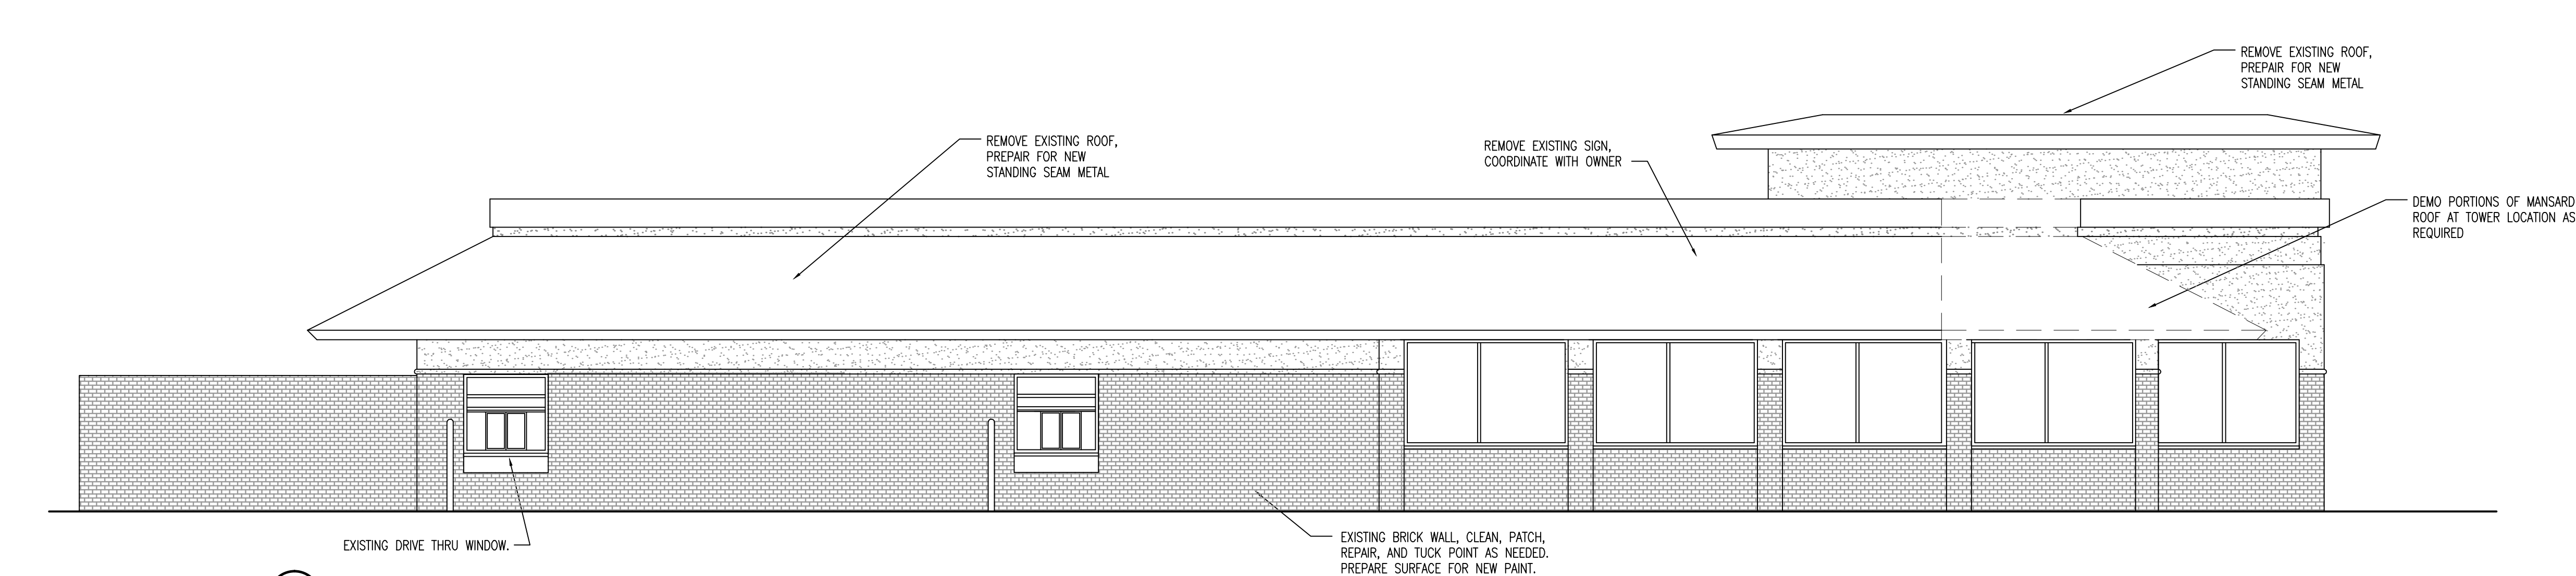 REMOVE EXISTING ROOF,
PREPAIR FOR NEW
STANDING SEAM METAL
REMOVE EXISTING ROOF,
PREPAIR FOR NEW
STANDING SEAM METAL
REMOVE EXISTING SIGN,
COORDINATE WITH OWNER
DEMO PORTIONS OF MANSARD
ROOF AT TOWER LOCATION AS
REQUIRED
EXISTING DRIVE THRU WINDOW.
EXISTING BRICK WALL, CLEAN, PATCH,
REPAIR, AND TUCK POINT AS NEEDED.
PREPARE SURFACE FOR NEW PAINT.